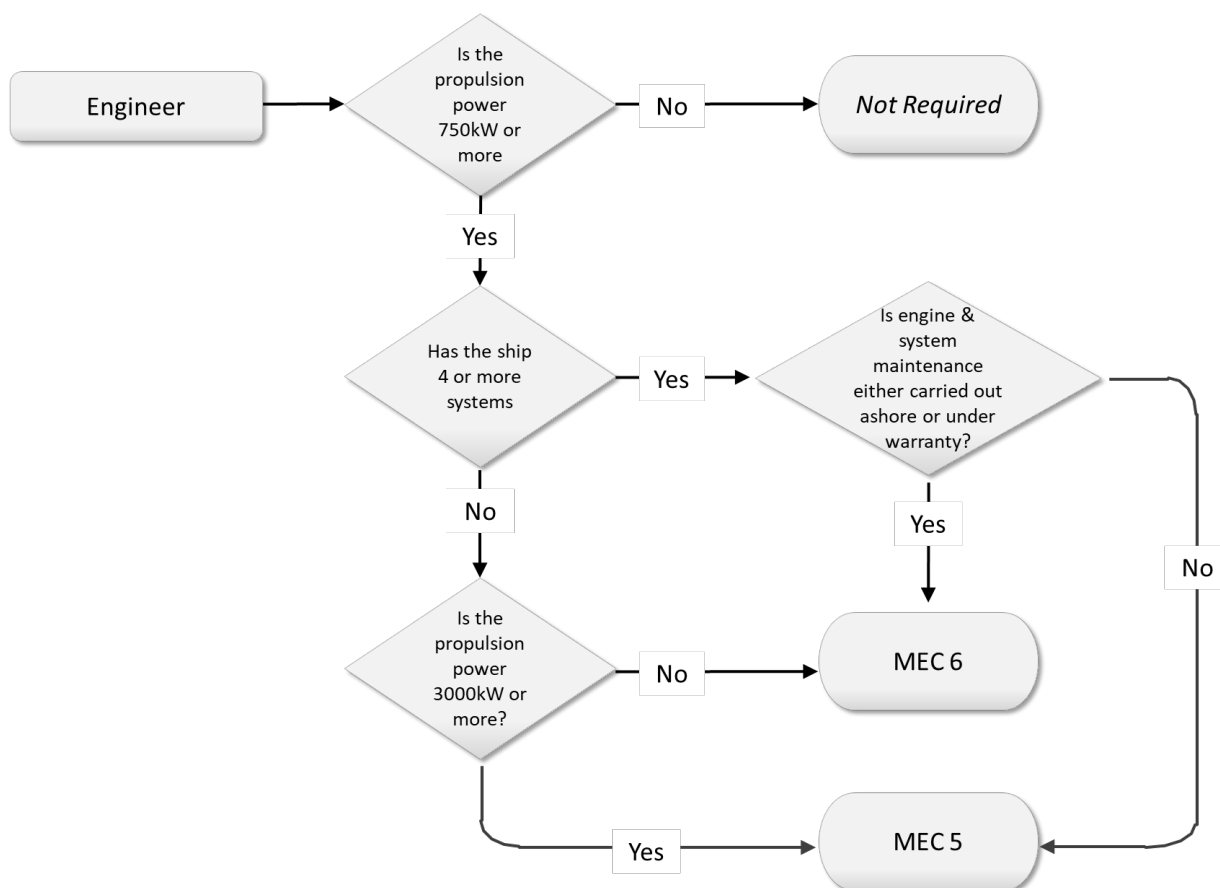 Engineer
Is the
propulsion
power
750kW or
more
No
Not Required
Yes
Has the ship
4 or more
systems
Yes
Is engine &
system
maintenance
either carried out
ashore or under
warranty?
No
Yes
No
Is the
propulsion
power
3000kW or
more?
No
MEC 6
Yes
MEC 5